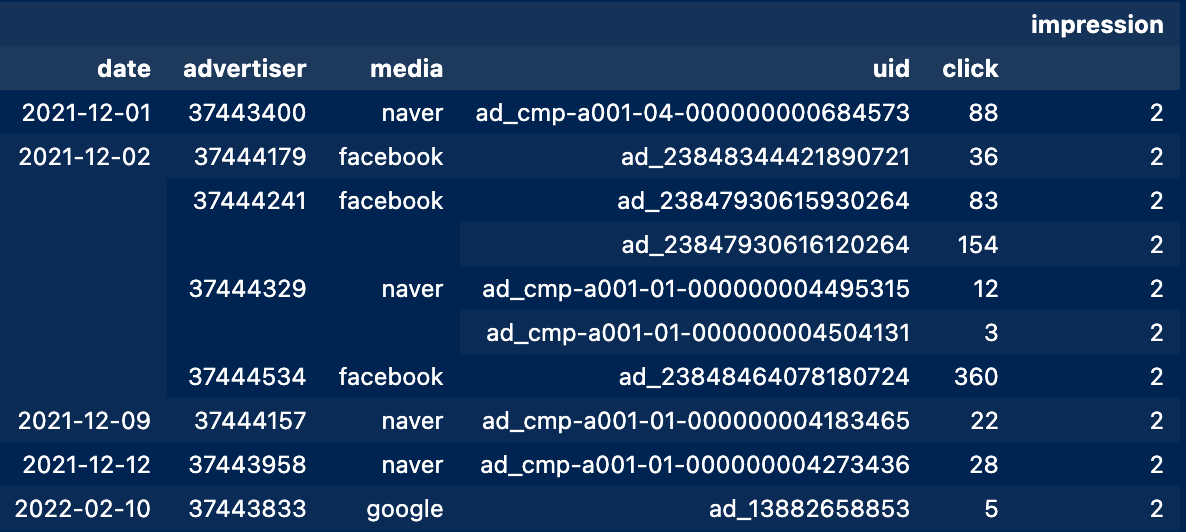 impression
date advertiser media uid click
2021-12-01 37443400 naver ad_cmp-a001-04-000000000684573 88 2
2021-12-02 37444179 facebook ad_23848344421890721 36 2
37444241 facebook ad_23847930615930264 83 2
ad_23847930616120264 154 2
37444329 naver ad_cmp-a001-01-000000004495315 12 2
ad_cmp-a001-01-000000004504131 3 2
37444534 facebook ad_23848464078180724 360 2
2021-12-09 37444157 naver ad_cmp-a001-01-000000004183465 22 2
2021-12-12 37443958 naver ad_cmp-a001-01-000000004273436 28 2
2022-02-10 37443833 google ad_13882658853 5 2